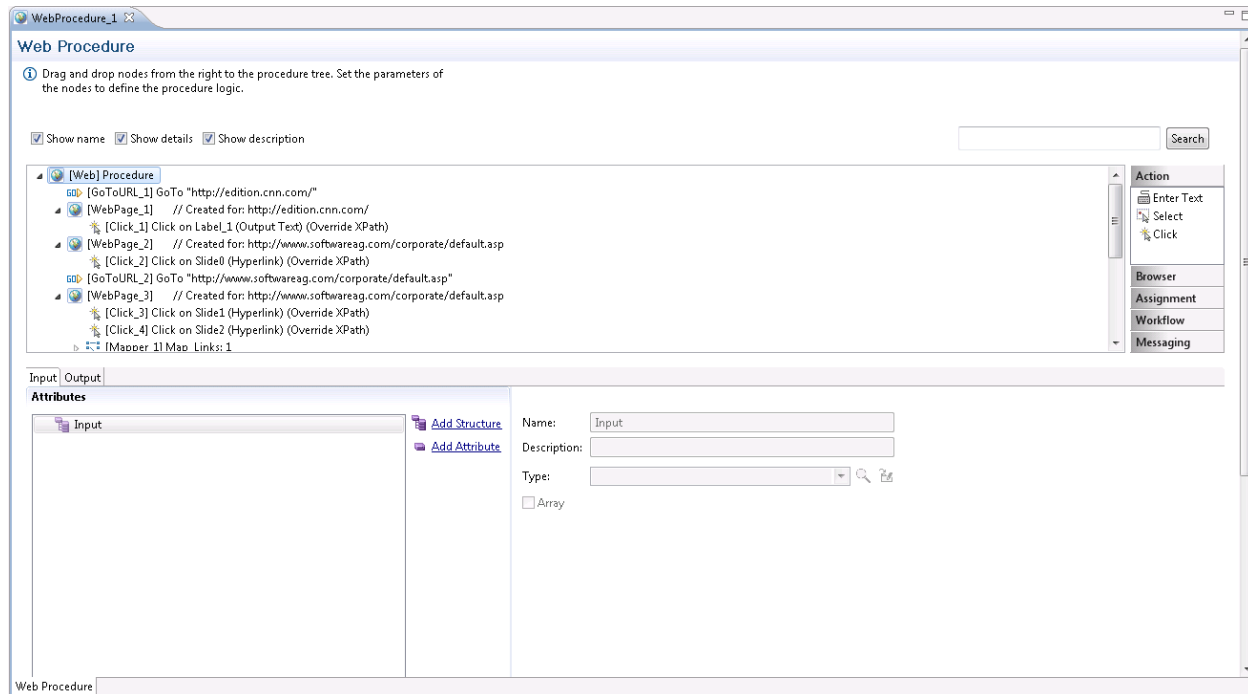 WebProcedure_1
Web Procedure
Drag and drop nodes from the right to the procedure tree. Set the parameters of
the nodes to define the procedure logic.
Show name Show details Show description
Search
[Web] Procedure
GO [GoToURL_1] GoTo "http://edition.cnn.com/"
[WebPage_1] // Created for: http://edition.cnn.com/
[Click_1] Click on Label_1 (Output Text) (Override XPath)
[WebPage_2] // Created for: http://www.softwareag.com/corporate/default.asp
[Click_2] Click on Slide0 (Hyperlink) (Override XPath)
GO [GoToURL_2] GoTo "http://www.softwareag.com/corporate/default.asp"
[WebPage_3] // Created for: http://www.softwareag.com/corporate/default.asp
[Click_3] Click on Slide1 (Hyperlink) (Override XPath)
[Click_4] Click on Slide2 (Hyperlink) (Override XPath)
[Mapper_1] Map Links: 1
Action
Enter Text
Select
Click
Browser
Assignment
Workflow
Messaging
Input Output
Attributes
Input
Add Structure
Add Attribute
Name: Input
Description:
Type:
Array
Web Procedure